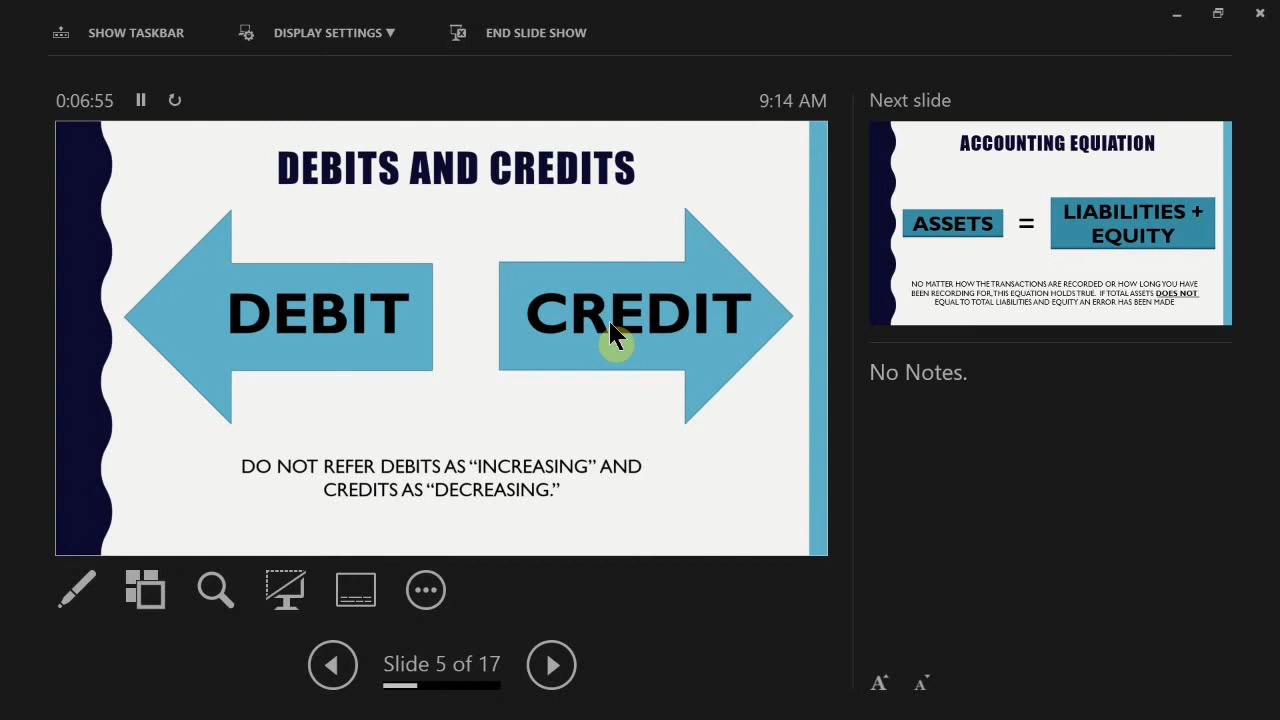 SHOW TASKBAR
DISPLAY SETTINGS ▼
END SLIDE SHOW
0:06:55
9:14 AM
DEBITS AND CREDITS
DEBIT
CREDIT
DO NOT REFER DEBITS AS “INCREASING” AND
CREDITS AS “DECREASING.”
Next slide
ACCOUNTING EQUIATION
ASSETS
=
LIABILITIES +
EQUITY
NO MATTER HOW THE TRANSACTIONS ARE RECORDED OR HOW LONG YOU HAVE
BEEN RECORDING FOR, THIS EQUATION HOLDS TRUE. IF TOTAL ASSETS DOES NOT
EQUAL TO TOTAL LIABILITIES AND EQUITY AN ERROR HAS BEEN MADE
No Notes.
Slide 5 of 17
A
A